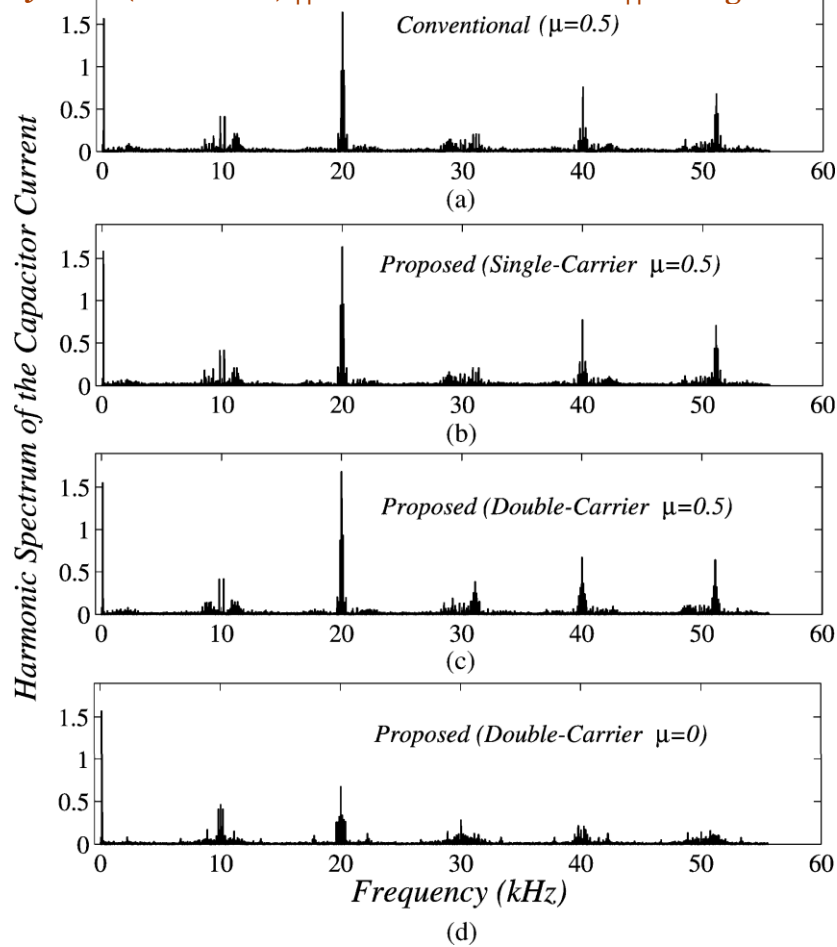 Conventional (μ=0.5)
1.5
1
0.5
0
0 10 20 30 40 50 60
(a)
Proposed (Single-Carrier μ=0.5)
1.5
1
0.5
0
0 10 20 30 40 50 60
(b)
Proposed (Double-Carrier μ=0.5)
1.5
1
0.5
0
0 10 20 30 40 50 60
(c)
Proposed (Double-Carrier μ=0)
1.5
1
0.5
0
0 10 20 30 40 50 60
Frequency (kHz)
(d)
Harmonic Spectrum of the Capacitor Current